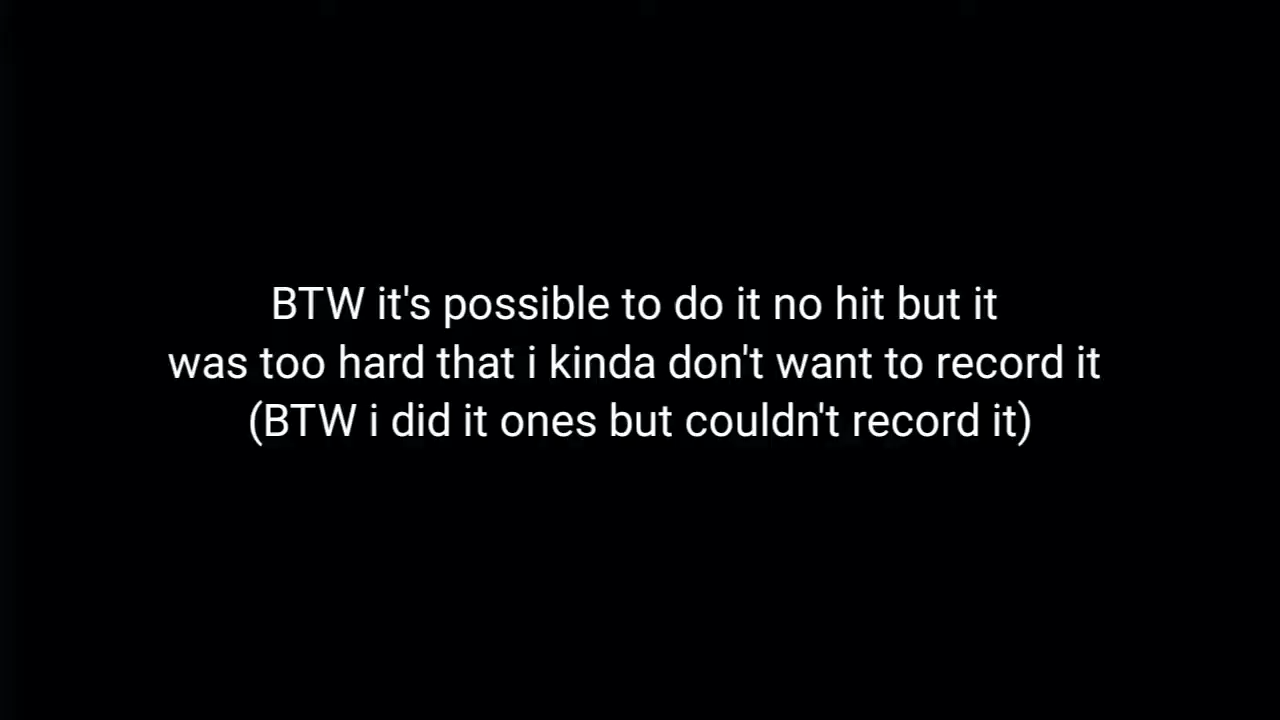 BTW it's possible to do it no hit but it
was too hard that i kinda don't want to record it
(BTW i did it ones but couldn't record it)